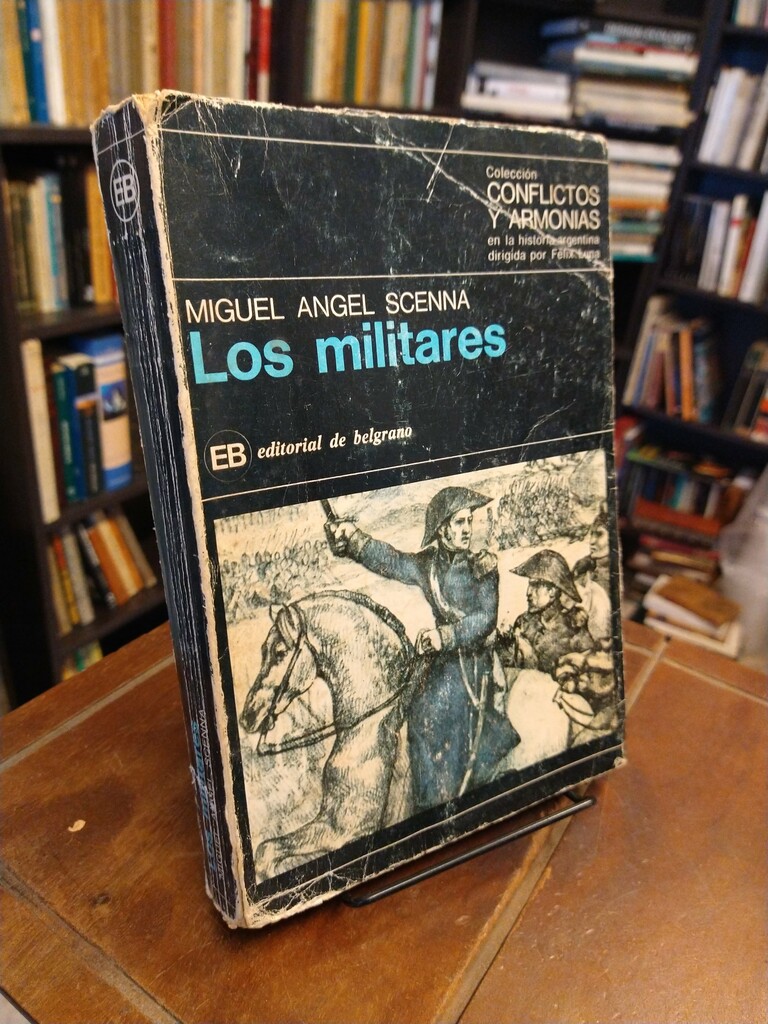 Colección
CONFLICTOS
Y ARMONIAS
en la historia argentina
dirigida por Félix Luna
MIGUEL ANGEL SCENNA
Los militares
EB editorial de belgrano
EB
SCENNA